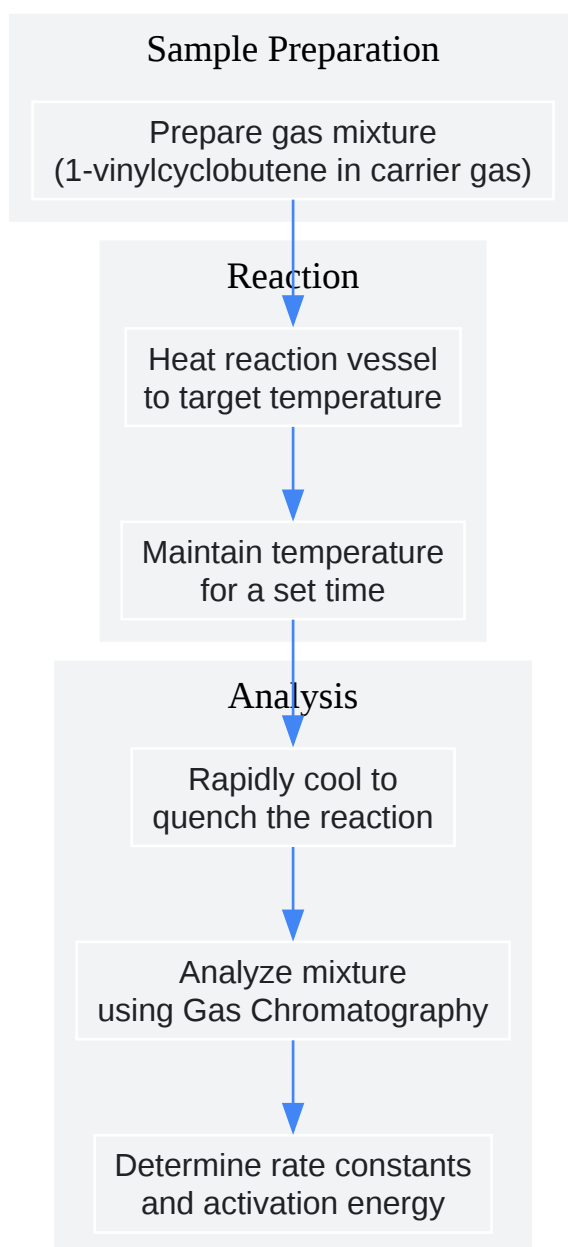 Sample Preparation
Prepare gas mixture
(1-vinylcyclobutene in carrier gas)
Reaction
Heat reaction vessel
to target temperature
Maintain temperature
for a set time
Analysis
Rapidly cool to
quench the reaction
Analyze mixture
using Gas Chromatography
Determine rate constants
and activation energy